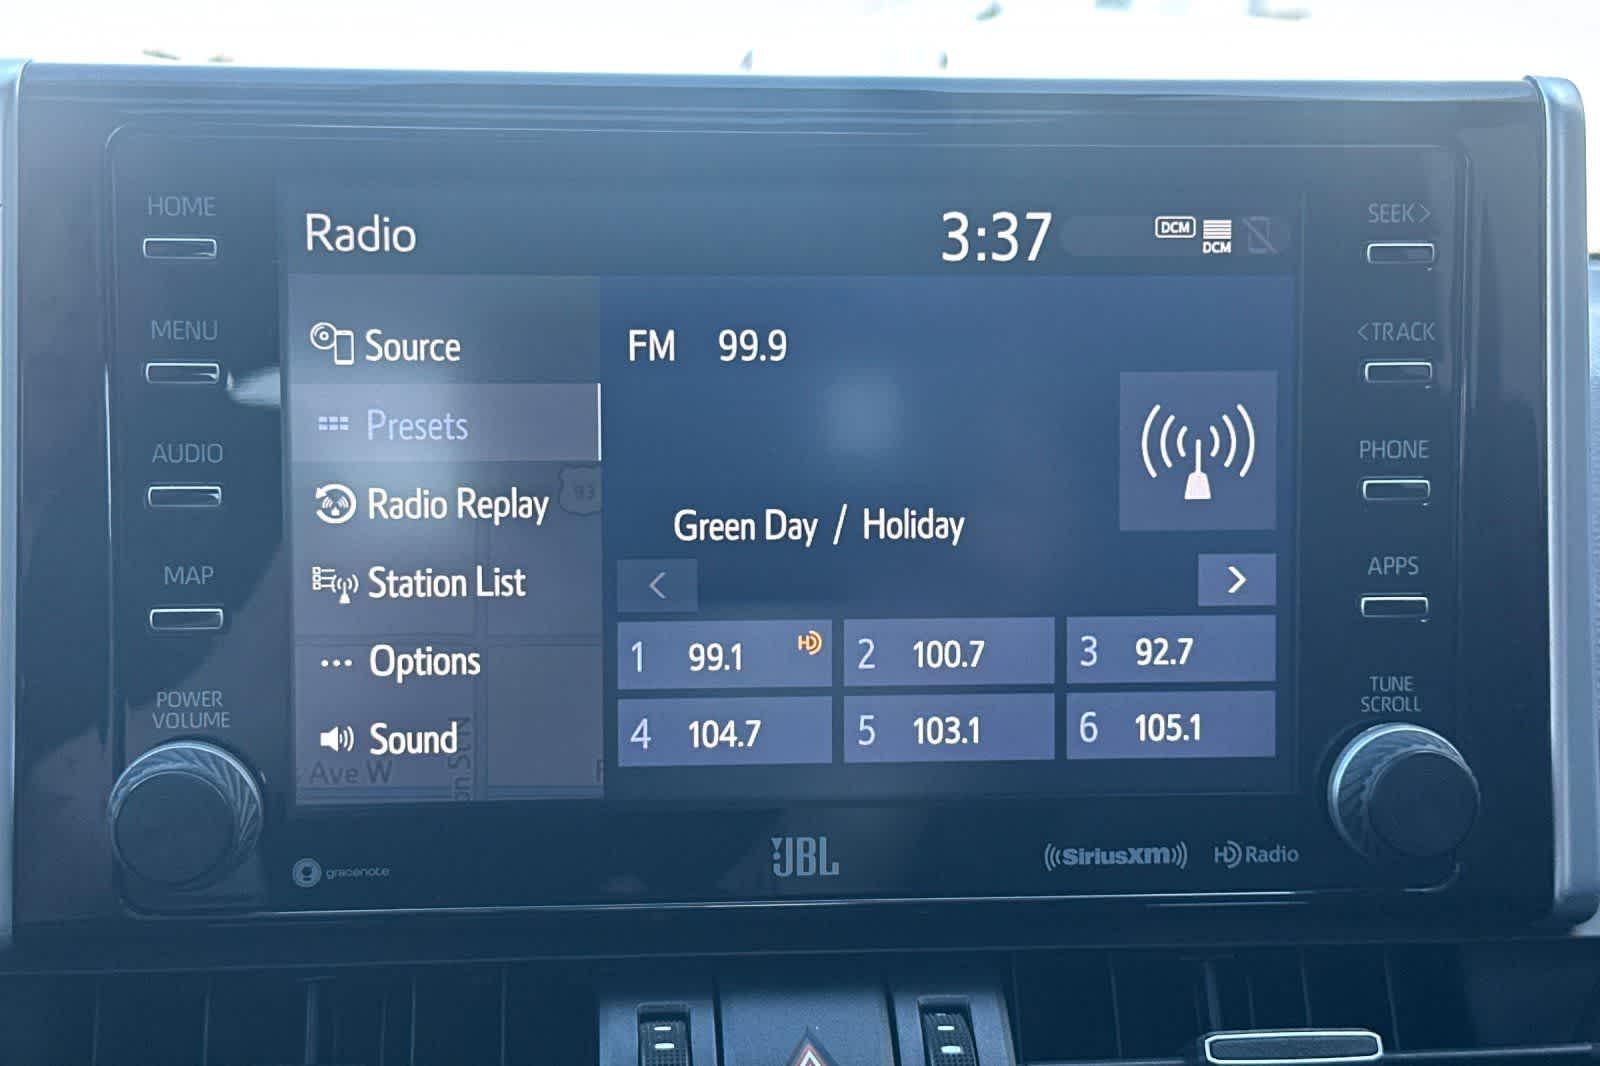 HOME
MENU
AUDIO
MAP
POWER
VOLUME
Radio
3:37
DCM
DCM
Source
Presets
Radio Replay
93
Station List
Options
Sound
Ave W
FM 99.9
Green Day / Holiday
<
>
1 99.1 HD
2 100.7
3 92.7
4 104.7
5 103.1
6 105.1
SEEK>
<TRACK
PHONE
APPS
TUNE
SCROLL
gracenote
JBL
((SiriusXM))
HD Radio